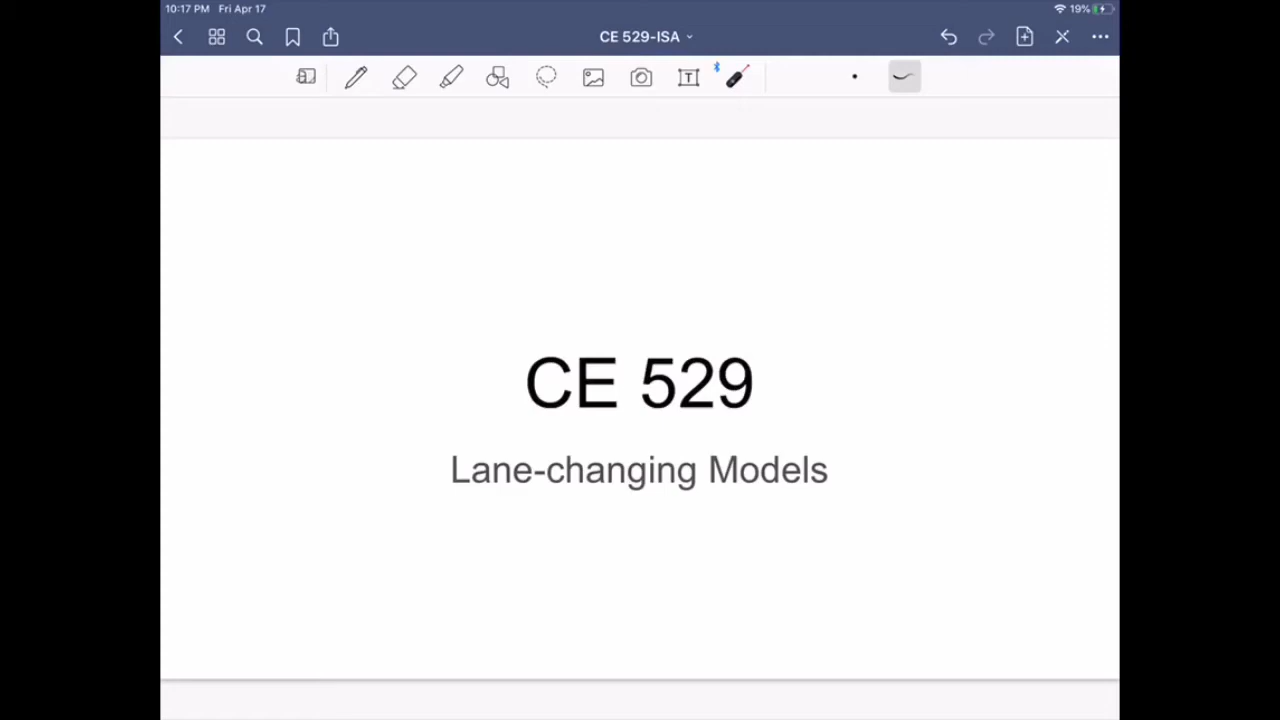 10:17 PM Fri Apr 17
19%
CE 529-ISA
T
CE 529
Lane-changing Models